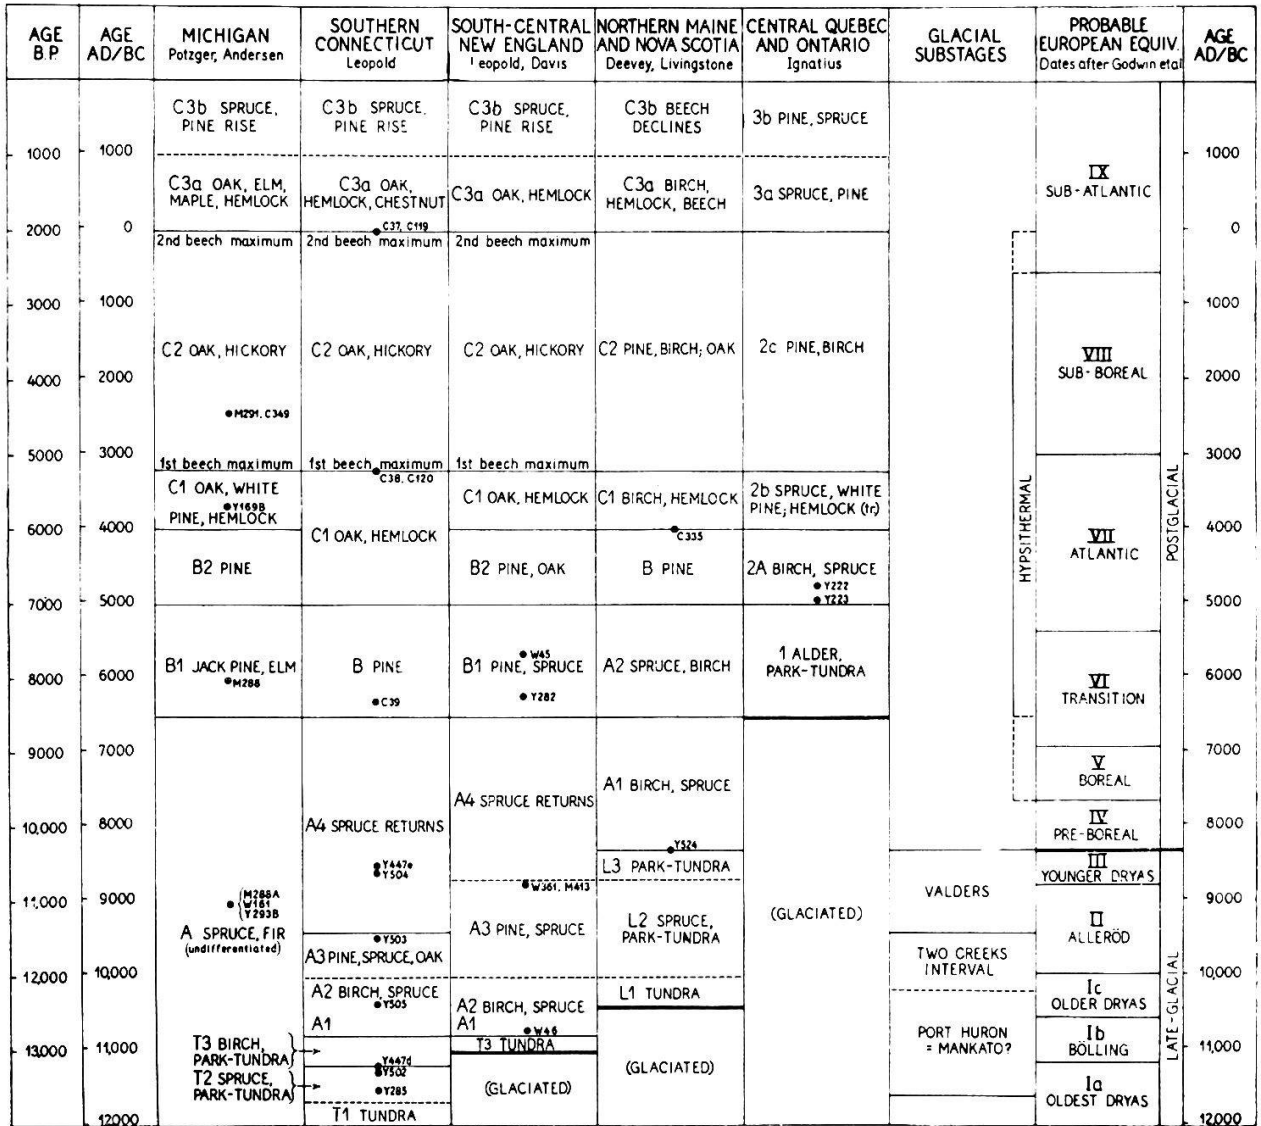 AGE
B.P.
AGE
AD/BC
MICHIGAN
Potzger, Andersen
SOUTHERN
CONNECTICUT
Leopold
SOUTH-CENTRAL
NEW ENGLAND
Leopold, Davis
NORTHERN MAINE
AND NOVA SCOTIA
Deevey, Livingstone
CENTRAL QUEBEC
AND ONTARIO
Ignatius
GLACIAL
SUBSTAGES
PROBABLE
EUROPEAN EQUIV.
Dates after Godwin et al
AGE
AD/BC
1000
2000
3000
4000
5000
6000
7000
8000
9000
10,000
11,000
12,000
13,000
1000
0
1000
2000
3000
4000
5000
6000
7000
8000
9000
10,000
11,000
12,000
C3b SPRUCE,
PINE RISE
C3a OAK, ELM,
MAPLE, HEMLOCK
2nd beech maximum
C2 OAK, HICKORY
M291, C349
1st beech maximum
C1 OAK, WHITE
Y169B
PINE, HEMLOCK
B2 PINE
B1 JACK PINE, ELM
M288
M288A
W161
Y293B
A SPRUCE, FIR
(undifferentiated)
T3 BIRCH,
PARK-TUNDRA
T2 SPRUCE,
PARK-TUNDRA
C3b SPRUCE,
PINE RISE
C3a OAK,
HEMLOCK, CHESTNUT
C37, C119
2nd beech maximum
C2 OAK, HICKORY
1st beech maximum
C38, C120
C1 OAK, HEMLOCK
B PINE
C39
A4 SPRUCE RETURNS
Y447e
Y504
Y503
A3 PINE, SPRUCE, OAK
A2 BIRCH, SPRUCE
Y505
A1
Y447d
Y502
Y285
T1 TUNDRA
C3b SPRUCE,
PINE RISE
C3a OAK, HEMLOCK
2nd beech maximum
C2 OAK, HICKORY
1st beech maximum
C1 OAK, HEMLOCK
B2 PINE, OAK
W45
B1 PINE, SPRUCE
Y282
A4 SPRUCE RETURNS
W361, M413
A3 PINE, SPRUCE
A2 BIRCH, SPRUCE
A1
W46
T3 TUNDRA
(GLACIATED)
C3b BEECH
DECLINES
C3a BIRCH,
HEMLOCK, BEECH
C2 PINE, BIRCH; OAK
C1 BIRCH, HEMLOCK
C335
B PINE
A2 SPRUCE, BIRCH
A1 BIRCH, SPRUCE
Y524
L3 PARK-TUNDRA
L2 SPRUCE,
PARK-TUNDRA
L1 TUNDRA
(GLACIATED)
3b PINE, SPRUCE
3a SPRUCE, PINE
2c PINE, BIRCH
2b SPRUCE, WHITE
PINE; HEMLOCK (tr.)
2A BIRCH, SPRUCE
Y222
Y223
1 ALDER,
PARK-TUNDRA
(GLACIATED)
VALDERS
TWO CREEKS
INTERVAL
PORT HURON
= MANKATO?
HYPSITHERMAL
IX
SUB-ATLANTIC
VIII
SUB-BOREAL
VII
ATLANTIC
VI
TRANSITION
V
BOREAL
IV
PRE-BOREAL
III
YOUNGER DRYAS
II
ALLERÖD
Ic
OLDER DRYAS
Ib
BÖLLING
Ia
OLDEST DRYAS
POSTGLACIAL
LATE-GLACIAL
1000
0
1000
2000
3000
4000
5000
6000
7000
8000
9000
10,000
11,000
12,000